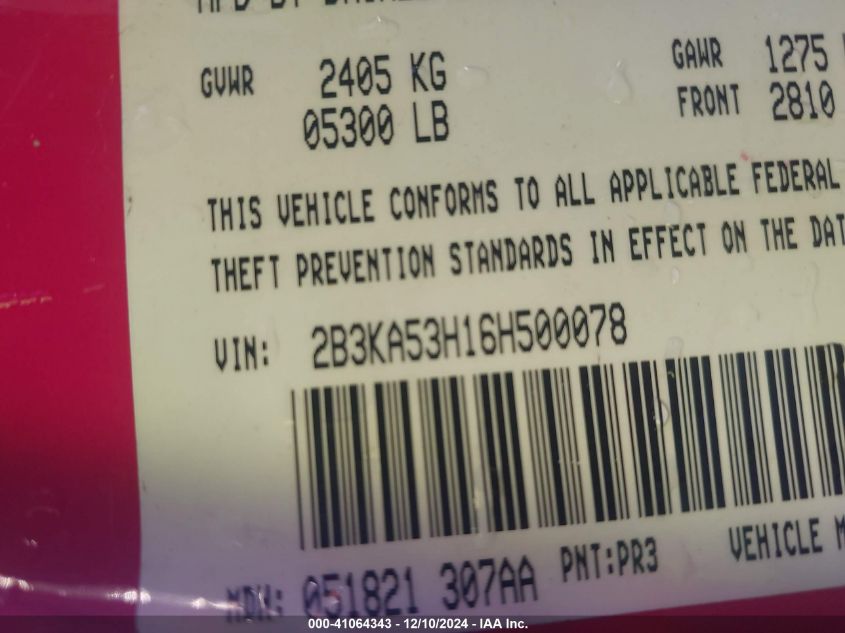 GVWR 2405 KG GAWR 1275
05300 LB FRONT 2810
THIS VEHICLE CONFORMS TO ALL APPLICABLE FEDERAL
THEFT PREVENTION STANDARDS IN EFFECT ON THE DAT
VIN: 2B3KA53H16H500078
MDH: 051821 307AA PNT:PR3 VEHICLE M
000-41064343 - 12/10/2024 - IAA Inc.